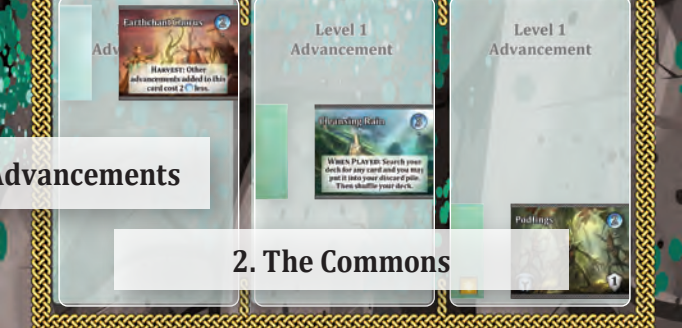 Earthchant Chorus
HARVEST: Other
advancements added to this
card cost 2 less.
Level 1
Advancement
Level 1
Advancement
Cleansing Rain
WHEN PLAYED: Search your
deck for any card and you may
put it into your discard pile.
Then shuffle your deck.
Advancements
Podlings
1
2. The Commons